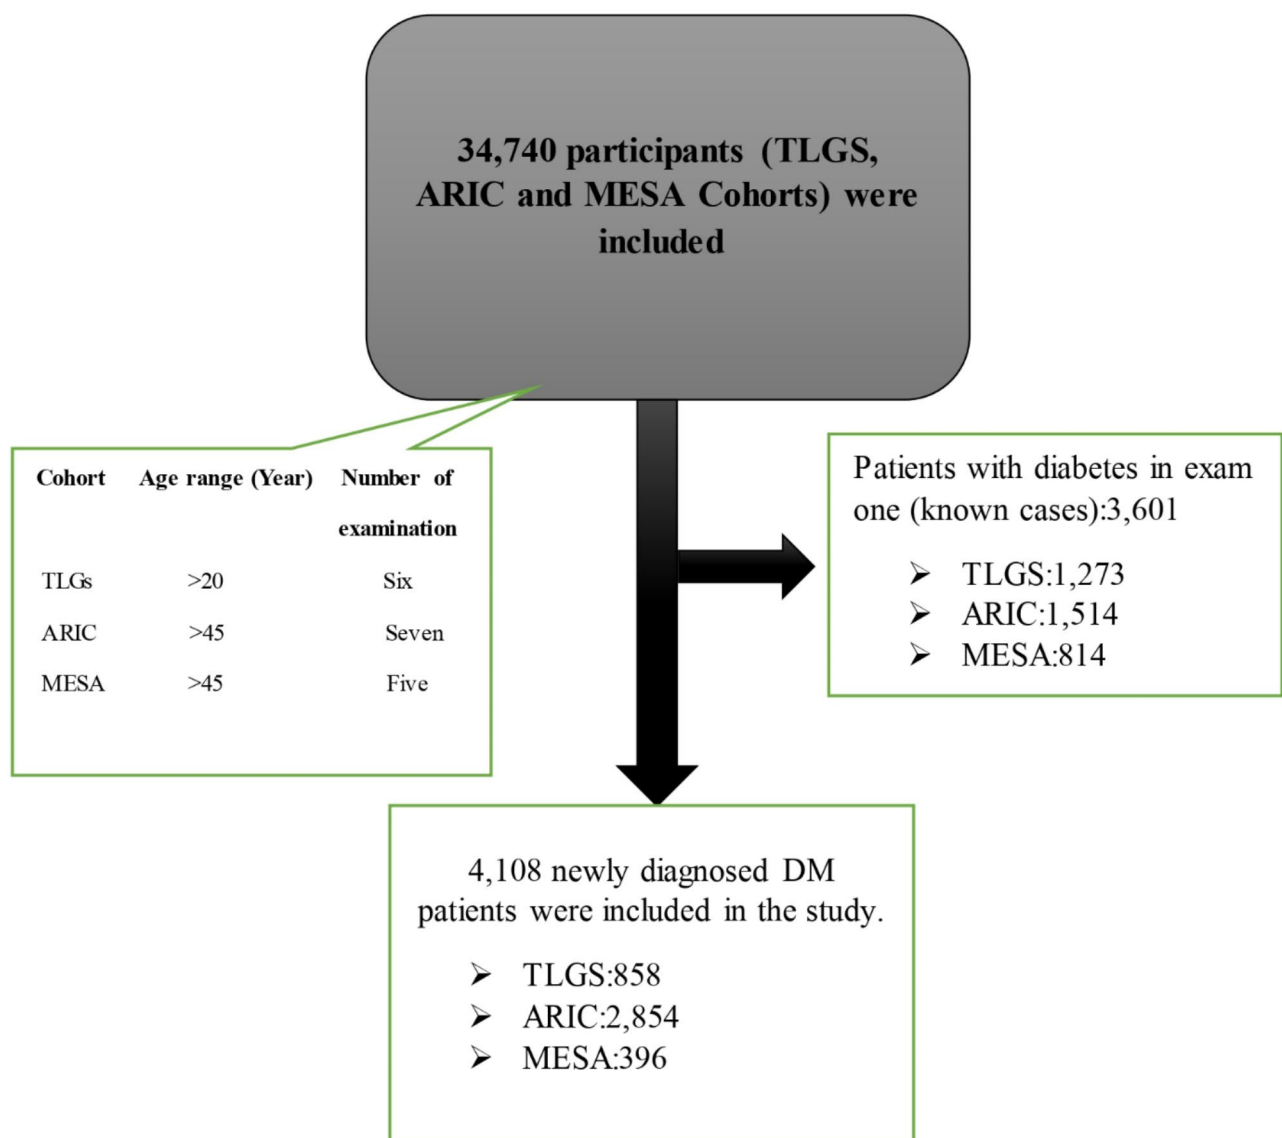 34,740 participants (TLGS,
ARIC and MESA Cohorts) were
included
Cohort Age range (Year) Number of
examination
TLGs >20 Six
ARIC >45 Seven
MESA >45 Five
Patients with diabetes in exam
one (known cases):3,601
➢ TLGS:1,273
➢ ARIC:1,514
➢ MESA:814
4,108 newly diagnosed DM
patients were included in the study.
➢ TLGS:858
➢ ARIC:2,854
➢ MESA:396